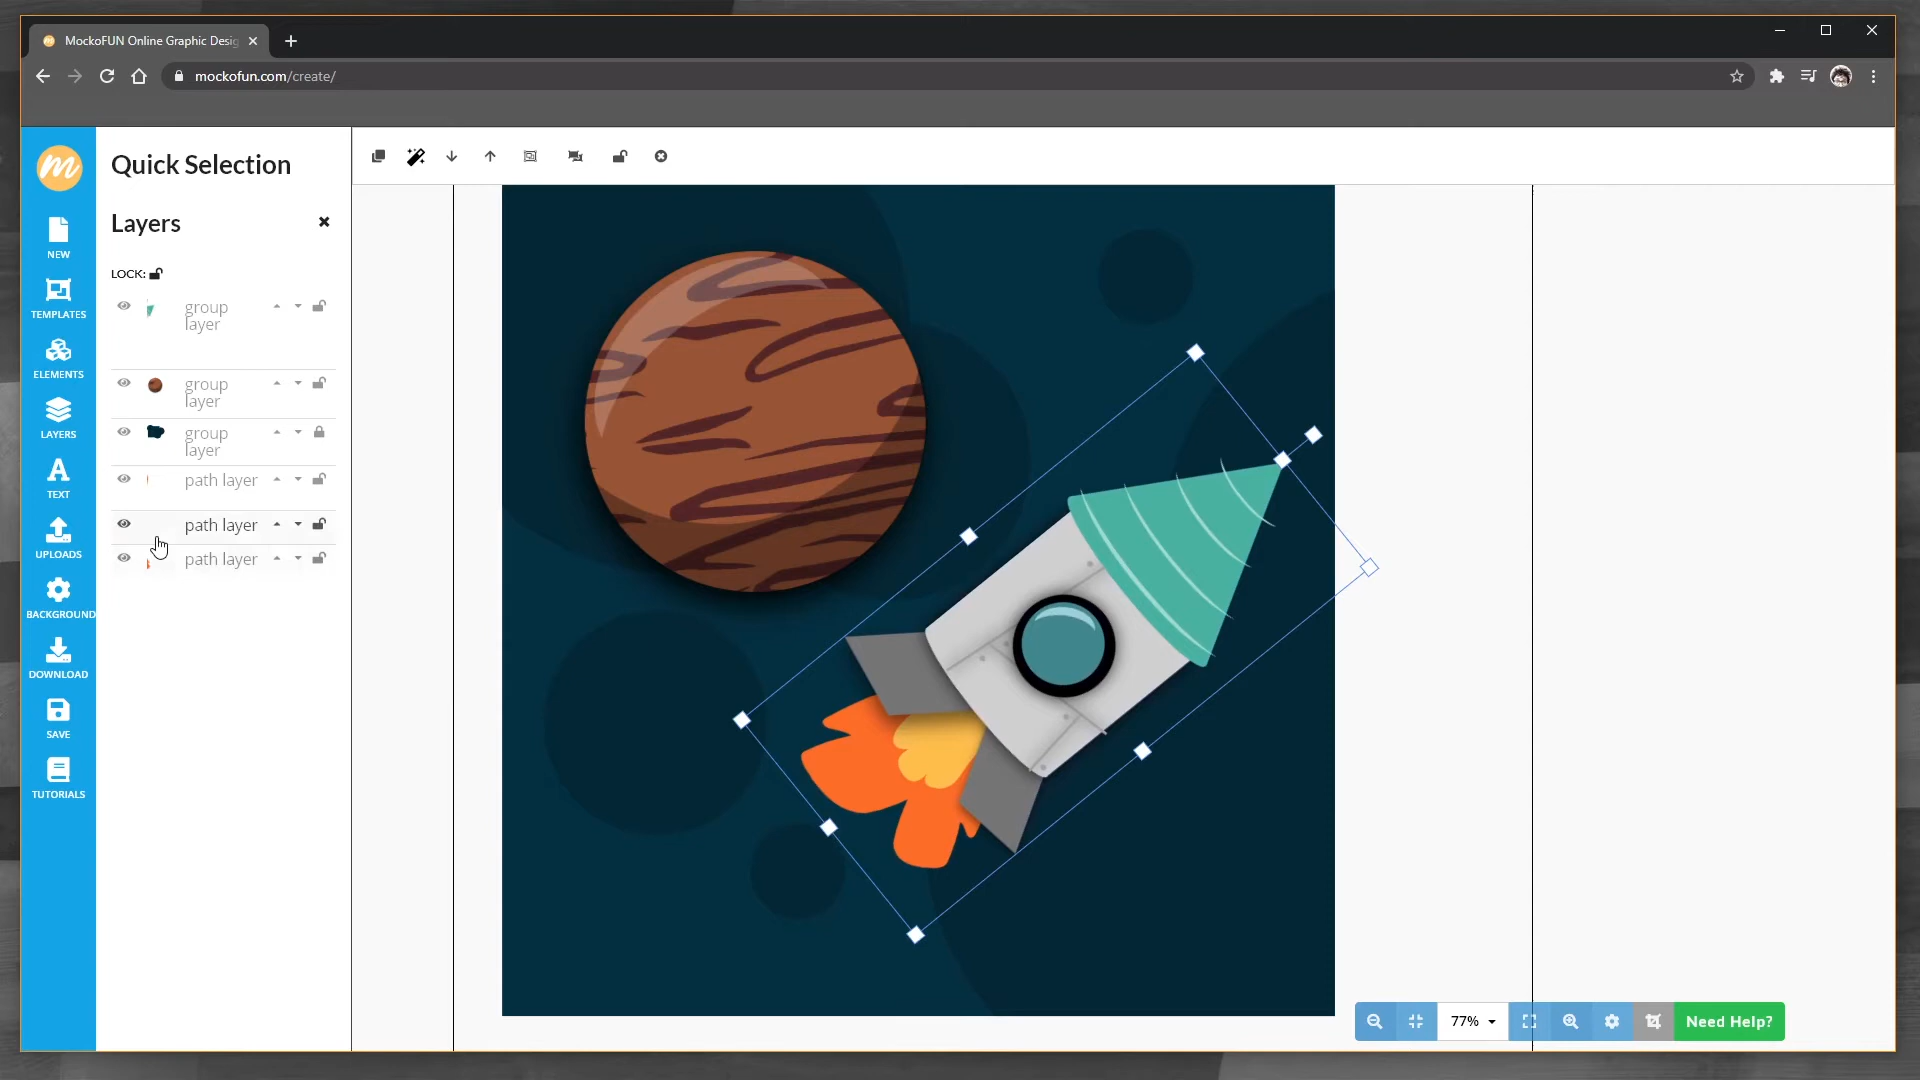 MockoFUN Online Graphic Desig
mockofun.com/create/
Quick Selection
Layers
LOCK:
group
layer
group
layer
group
layer
path layer
path layer
path layer
m
NEW
TEMPLATES
ELEMENTS
LAYERS
A
TEXT
UPLOADS
BACKGROUND
DOWNLOAD
SAVE
TUTORIALS
77%
Need Help?